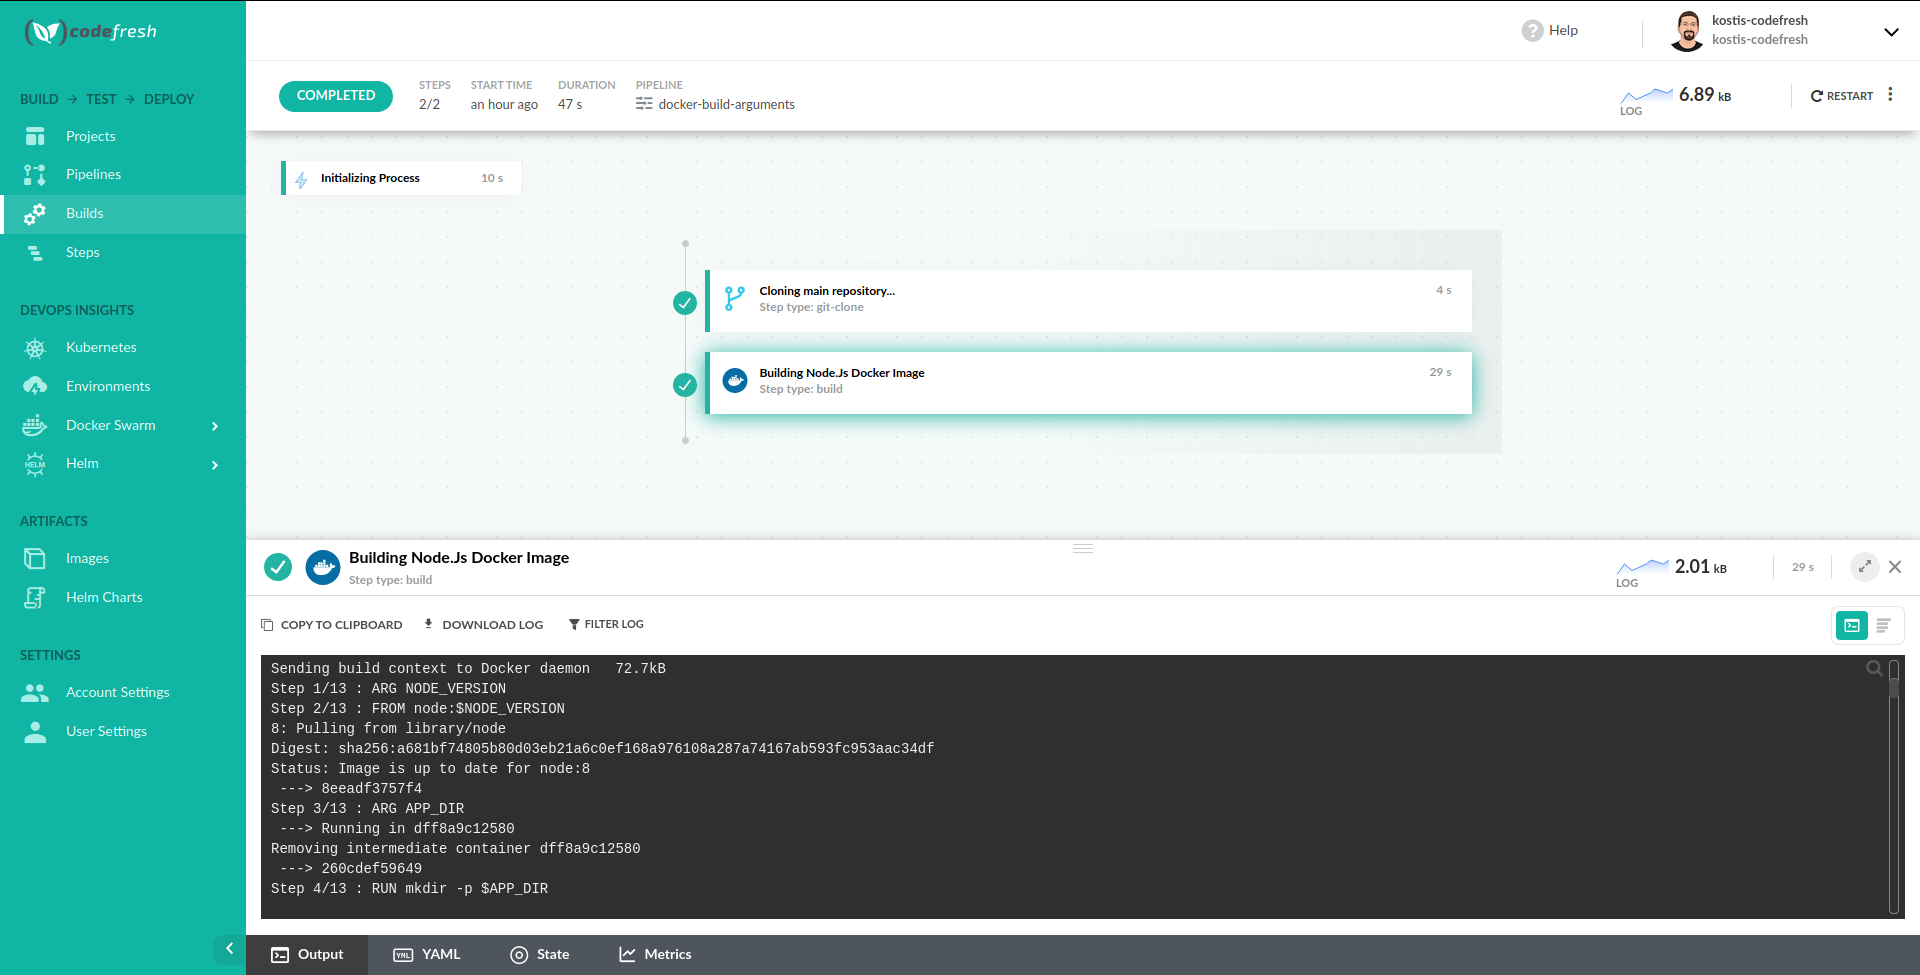 codefresh
BUILD → TEST → DEPLOY
Projects
Pipelines
Builds
Steps
DEVOPS INSIGHTS
Kubernetes
Environments
Docker Swarm
HELM Helm
ARTIFACTS
Images
Helm Charts
SETTINGS
Account Settings
User Settings
? Help
kostis-codefresh
kostis-codefresh
COMPLETED
STEPS
2/2
START TIME
an hour ago
DURATION
47 s
PIPELINE
docker-build-arguments
LOG
6.89 kB
RESTART
Initializing Process 10 s
Cloning main repository... 4 s
Step type: git-clone
Building Node.Js Docker Image 29 s
Step type: build
Building Node.Js Docker Image
Step type: build
LOG
2.01 kB
29 s
COPY TO CLIPBOARD DOWNLOAD LOG FILTER LOG
Sending build context to Docker daemon   72.7kB
Step 1/13 : ARG NODE_VERSION
Step 2/13 : FROM node:$NODE_VERSION
8: Pulling from library/node
Digest: sha256:a681bf74805b80d03eb21a6c0ef168a976108a287a74167ab593fc953aac34df
Status: Image is up to date for node:8
 ---> 8eeadf3757f4
Step 3/13 : ARG APP_DIR
 ---> Running in dff8a9c12580
Removing intermediate container dff8a9c12580
 ---> 260cdef59649
Step 4/13 : RUN mkdir -p $APP_DIR
Output YML YAML State Metrics